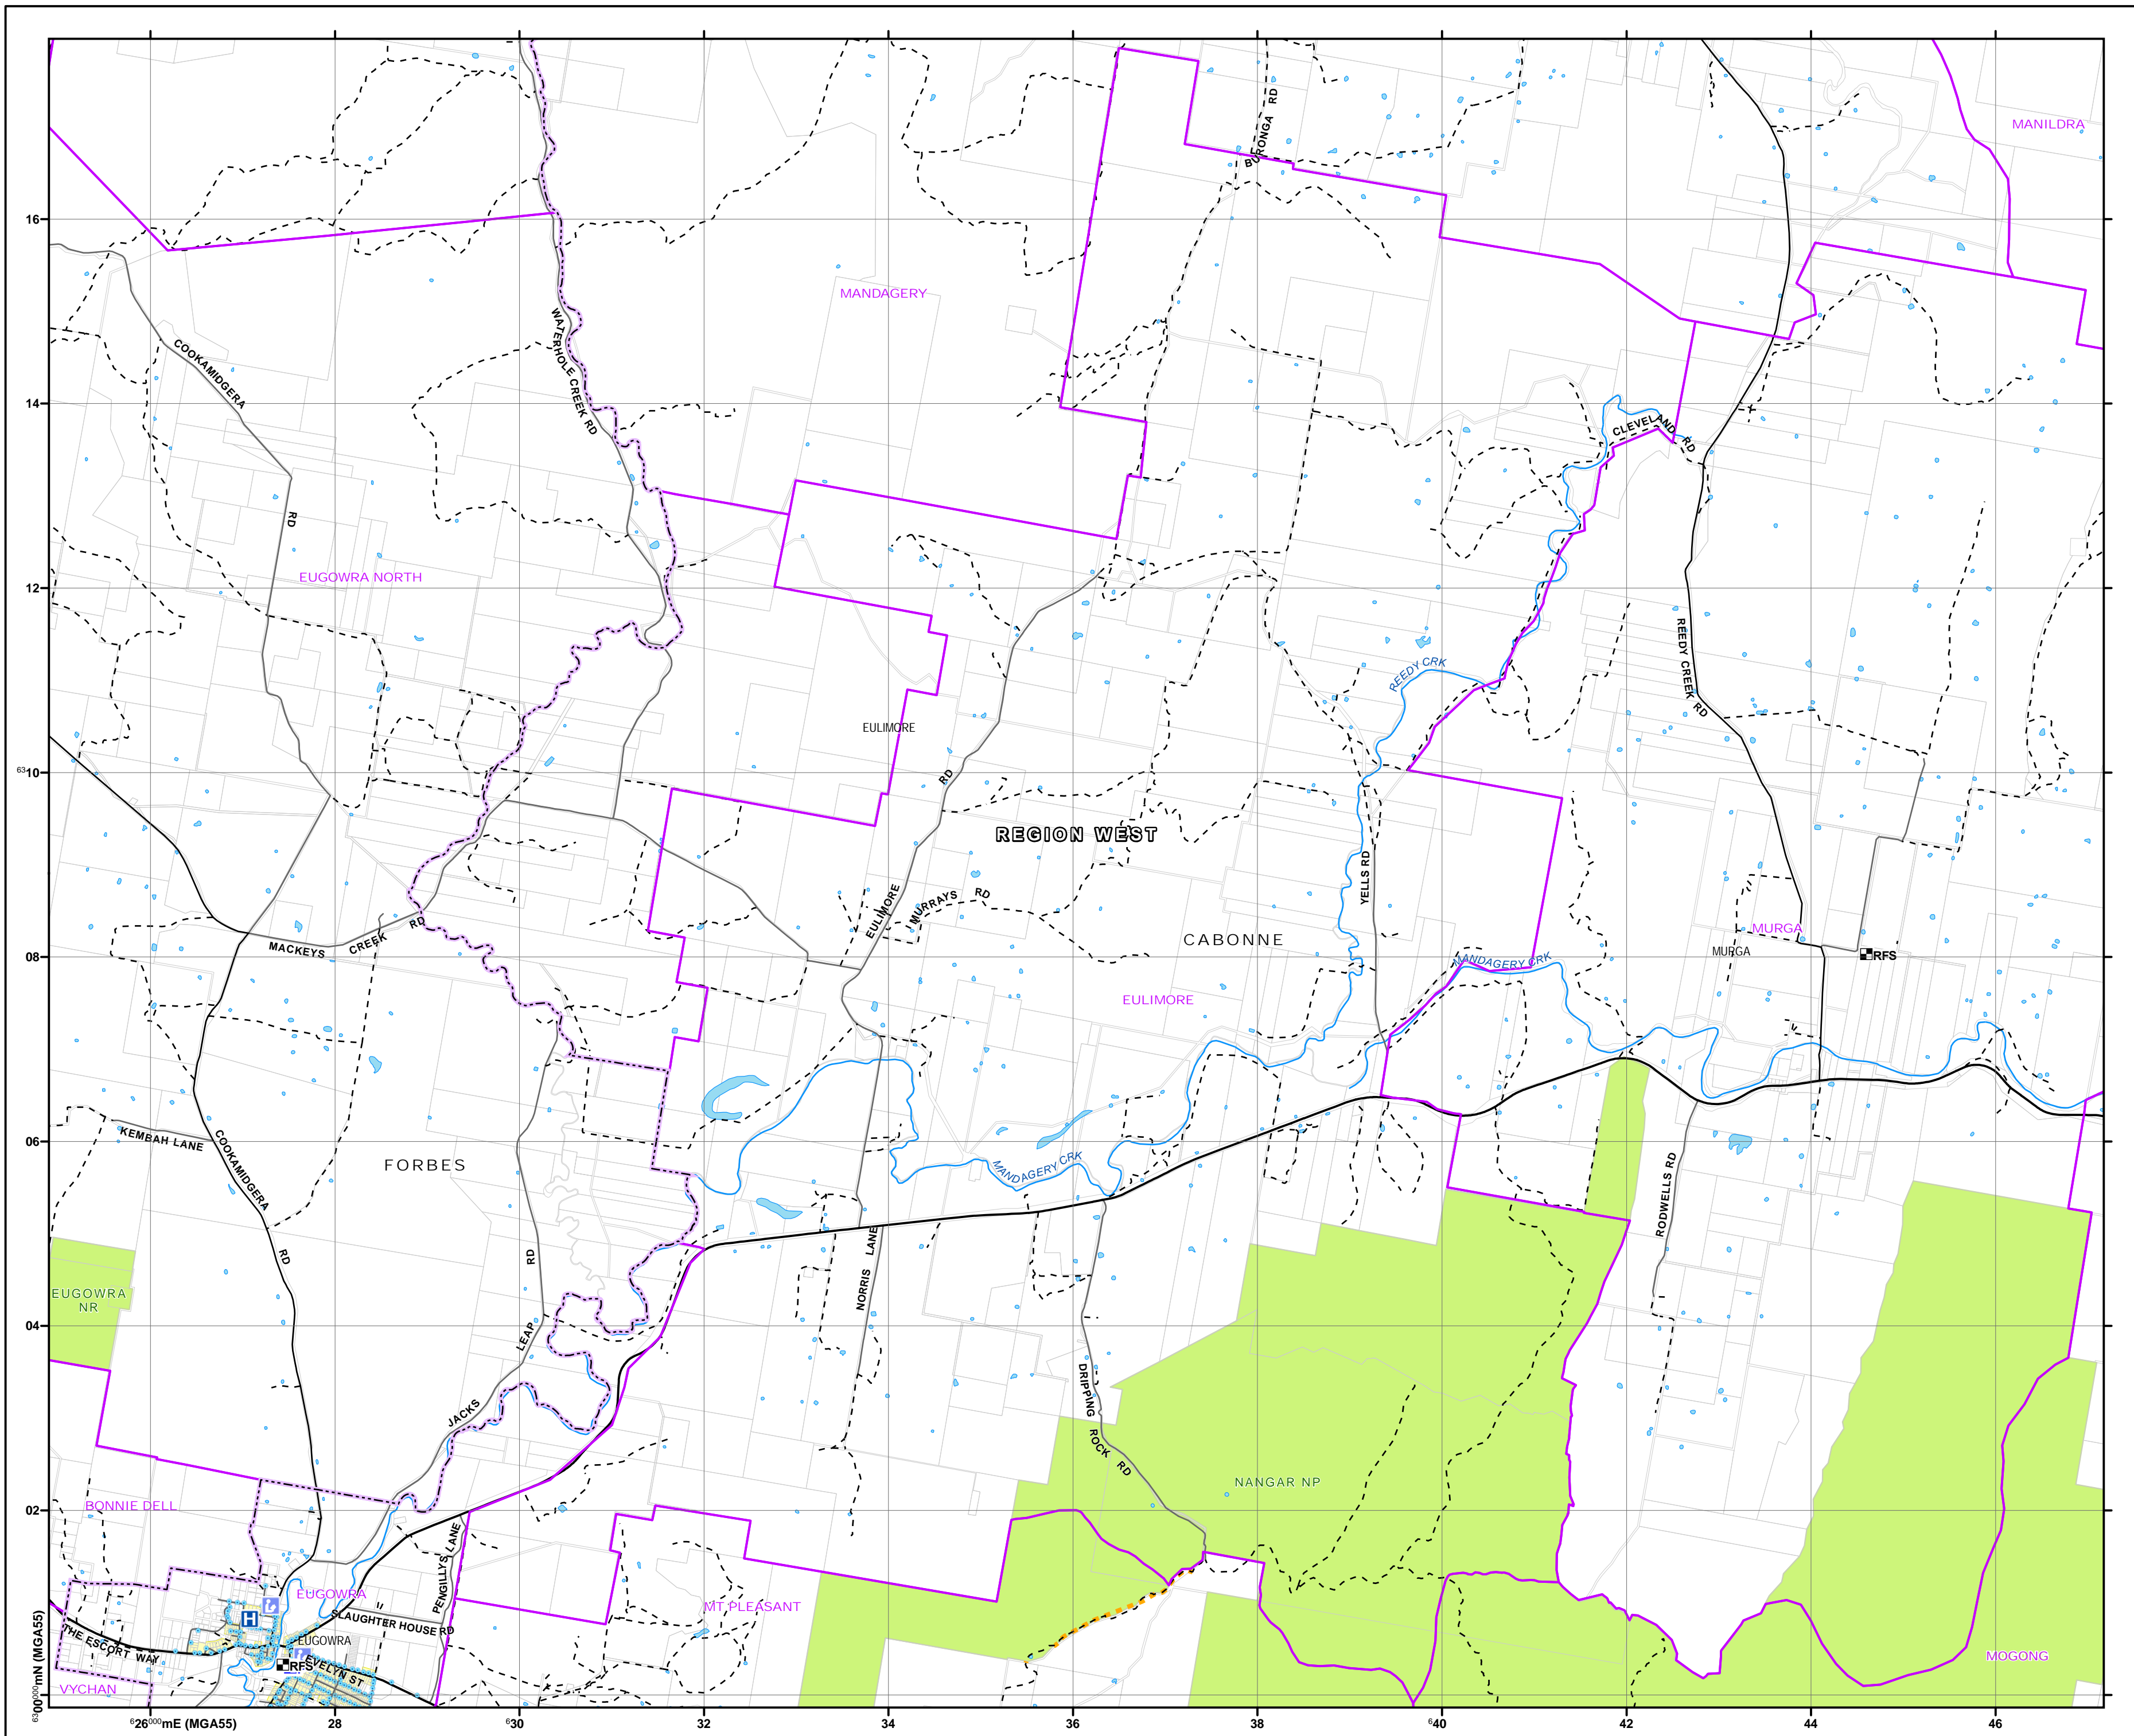 MANILDRA
BURONGA RD
16
MANDAGERY
WATERHOLE CREEK RD
COOKAMIDGERA
14
CLEVELAND RD
RD
EUGOWRA NORTH
12
REEDY CREEK RD
REEDY CRK
EULIMORE
6310
RD
REGION WEST
YELLS RD
EULIMORE
MURRAYS RD
MURGA
CABONNE
MACKEYS CREEK RD
MURGA
RFS
08
MANDAGERY CRK
EULIMORE
KEMBAH LANE
06
COOKAMIDGERA
FORBES
MANDAGERY CRK
RODWELLS RD
RD
RD
NORRIS LANE
EUGOWRA
NR
04
LEAP
DRIPPING ROCK RD
JACKS
NANGAR NP
BONNIE DELL
02
PENGILLYS LANE
EUGOWRA
MT PLEASANT
H
SLAUGHTER HOUSE RD
THE ESCORT WAY
EUGOWRA
RFS
EVELYN ST
MOGONG
VYCHAN
6300000mN (MGA55)
626000mE (MGA55)
28
630
32
34
36
38
640
42
44
46